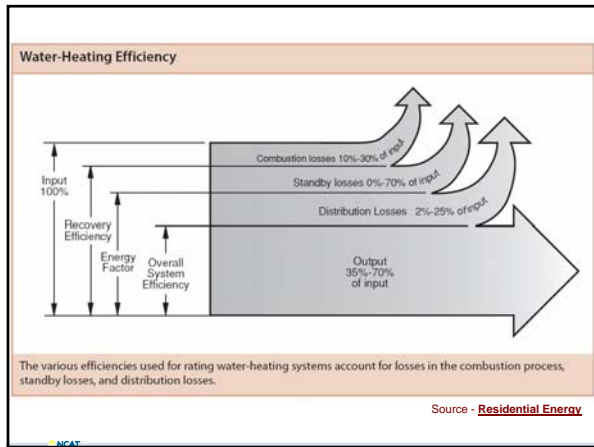 Water-Heating Efficiency
Combustion losses 10%-30% of input
Standby losses 0%-70% of input
Distribution Losses 2%-25% of input
Input
100%
Recovery
Efficiency
Energy
Factor
Overall
System
Efficiency
Output
35%-70%
of input
The various efficiencies used for rating water-heating systems account for losses in the combustion process,
standby losses, and distribution losses.
Source - Residential Energy
NCAT